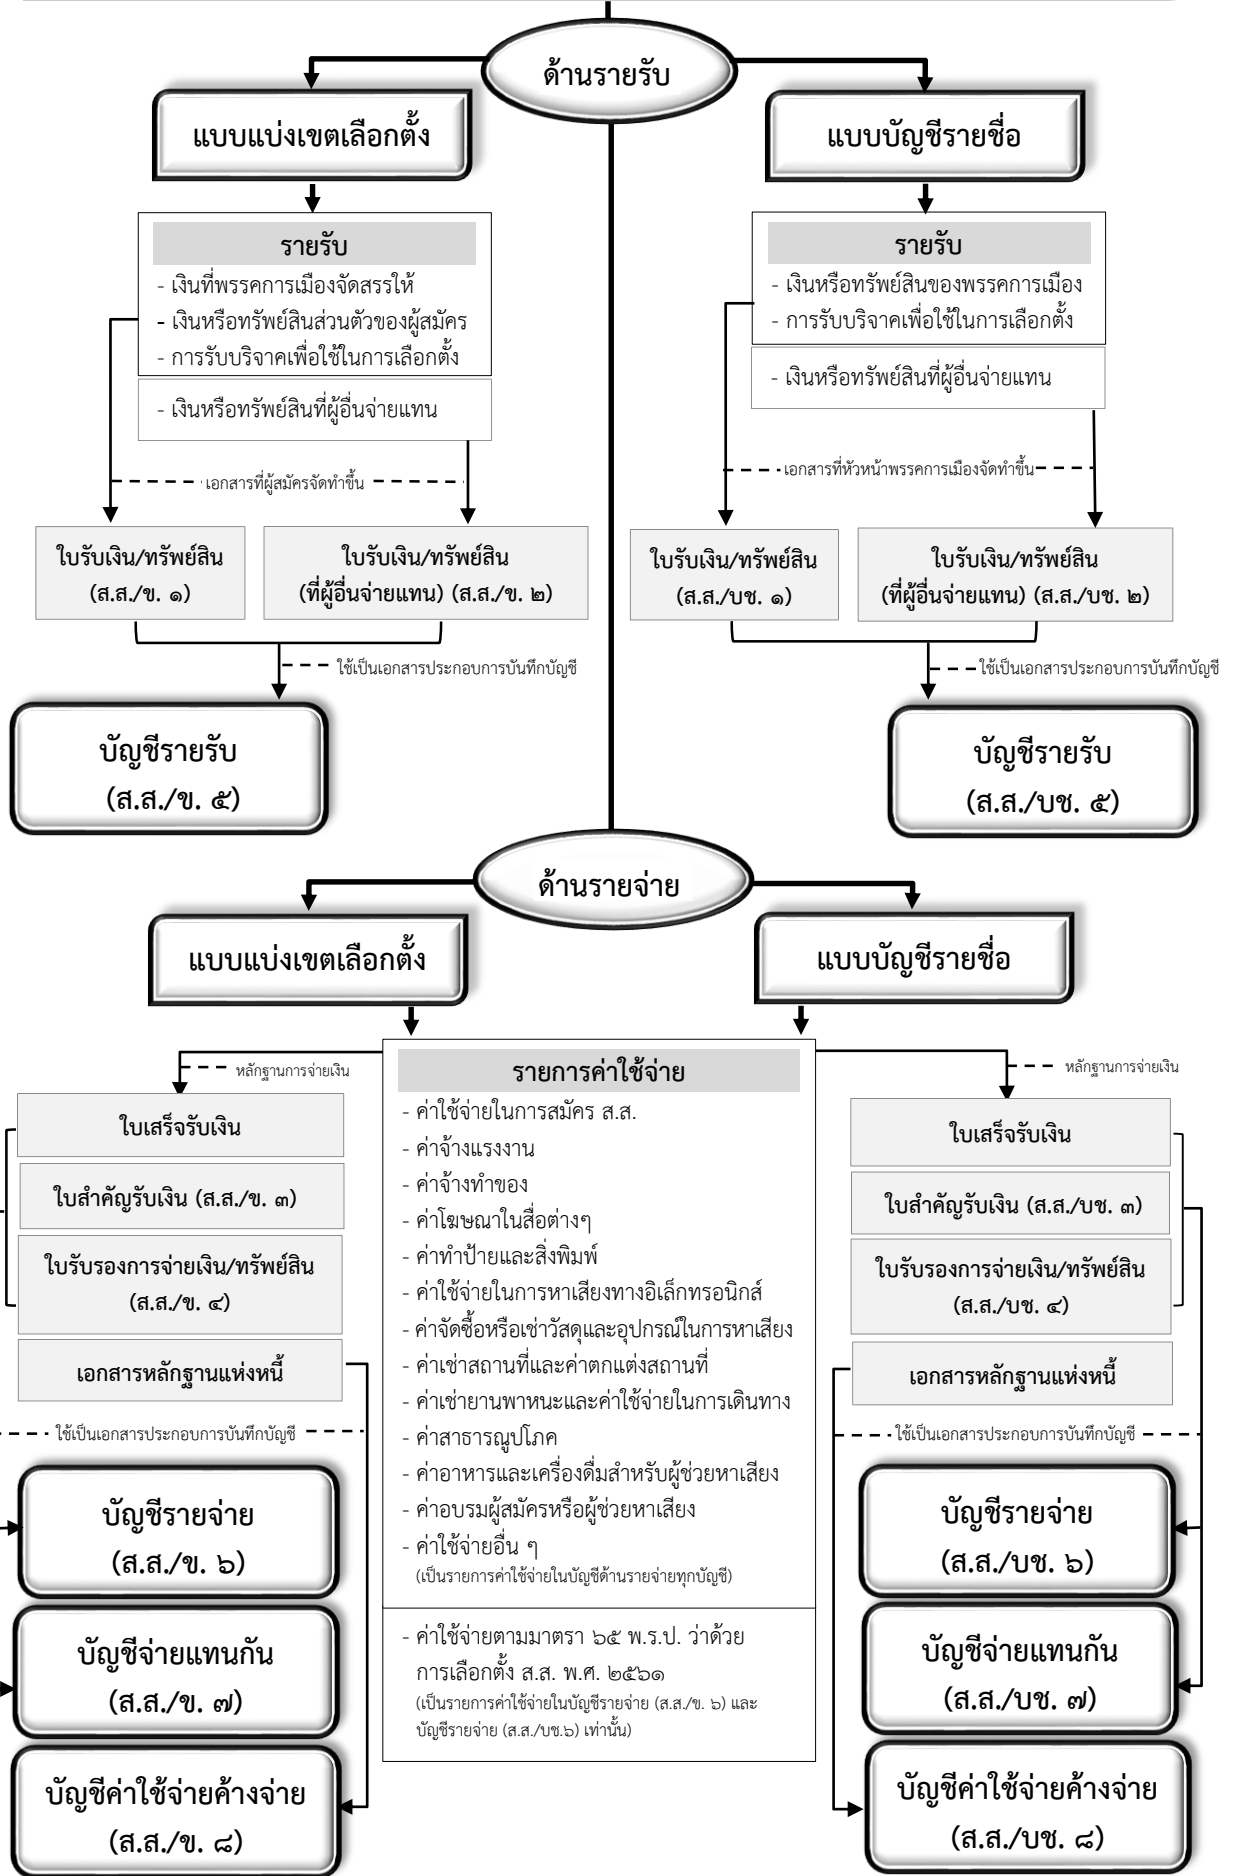 ด้านรายรับ
แบบแบ่งเขตเลือกตั้ง
รายรับ
- เงินที่พรรคการเมืองจัดสรรให้
- เงินหรือทรัพย์สินส่วนตัวของผู้สมัคร
- การรับบริจาคเพื่อใช้ในการเลือกตั้ง
- เงินหรือทรัพย์สินที่ผู้อื่นจ่ายแทน
เอกสารที่ผู้สมัครจัดทำขึ้น
ใบรับเงิน/ทรัพย์สิน
(ส.ส./ข. ๑)
ใบรับเงิน/ทรัพย์สิน
(ที่ผู้อื่นจ่ายแทน) (ส.ส./ข. ๒)
ใช้เป็นเอกสารประกอบการบันทึกบัญชี
บัญชีรายรับ
(ส.ส./ข. ๕)
แบบบัญชีรายชื่อ
รายรับ
- เงินหรือทรัพย์สินของพรรคการเมือง
- การรับบริจาคเพื่อใช้ในการเลือกตั้ง
- เงินหรือทรัพย์สินที่ผู้อื่นจ่ายแทน
เอกสารที่หัวหน้าพรรคการเมืองจัดทำขึ้น
ใบรับเงิน/ทรัพย์สิน
(ส.ส./บช. ๑)
ใบรับเงิน/ทรัพย์สิน
(ที่ผู้อื่นจ่ายแทน) (ส.ส./บช. ๒)
ใช้เป็นเอกสารประกอบการบันทึกบัญชี
บัญชีรายรับ
(ส.ส./บช. ๕)
ด้านรายจ่าย
แบบแบ่งเขตเลือกตั้ง
แบบบัญชีรายชื่อ
หลักฐานการจ่ายเงิน
ใบเสร็จรับเงิน
ใบสำคัญรับเงิน (ส.ส./ข. ๓)
ใบรับรองการจ่ายเงิน/ทรัพย์สิน
(ส.ส./ข. ๔)
เอกสารหลักฐานแห่งหนี้
ใช้เป็นเอกสารประกอบการบันทึกบัญชี
บัญชีรายจ่าย
(ส.ส./ข. ๖)
บัญชีจ่ายแทนกัน
(ส.ส./ข. ๗)
บัญชีค่าใช้จ่ายค้างจ่าย
(ส.ส./ข. ๘)
รายการค่าใช้จ่าย
- ค่าใช้จ่ายในการสมัคร ส.ส.
- ค่าจ้างแรงงาน
- ค่าจ้างทำของ
- ค่าโฆษณาในสื่อต่างๆ
- ค่าทำป้ายและสิ่งพิมพ์
- ค่าใช้จ่ายในการหาเสียงทางอิเล็กทรอนิกส์
- ค่าจัดซื้อหรือเช่าวัสดุและอุปกรณ์ในการหาเสียง
- ค่าเช่าสถานที่และค่าตกแต่งสถานที่
- ค่าเช่ายานพาหนะและค่าใช้จ่ายในการเดินทาง
- ค่าสาธารณูปโภค
- ค่าอาหารและเครื่องดื่มสำหรับผู้ช่วยหาเสียง
- ค่าอบรมผู้สมัครหรือผู้ช่วยหาเสียง
- ค่าใช้จ่ายอื่น ๆ
(เป็นรายการค่าใช้จ่ายในบัญชีด้านรายจ่ายทุกบัญชี)
- ค่าใช้จ่ายตามมาตรา ๖๕ พ.ร.ป. ว่าด้วย
การเลือกตั้ง ส.ส. พ.ศ. ๒๕๖๑
(เป็นรายการค่าใช้จ่ายในบัญชีรายจ่าย (ส.ส./ข. ๖) และ
บัญชีรายจ่าย (ส.ส./บช.๖) เท่านั้น)
หลักฐานการจ่ายเงิน
ใบเสร็จรับเงิน
ใบสำคัญรับเงิน (ส.ส./บช. ๓)
ใบรับรองการจ่ายเงิน/ทรัพย์สิน
(ส.ส./บช. ๔)
เอกสารหลักฐานแห่งหนี้
ใช้เป็นเอกสารประกอบการบันทึกบัญชี
บัญชีรายจ่าย
(ส.ส./บช. ๖)
บัญชีจ่ายแทนกัน
(ส.ส./บช. ๗)
บัญชีค่าใช้จ่ายค้างจ่าย
(ส.ส./บช. ๘)